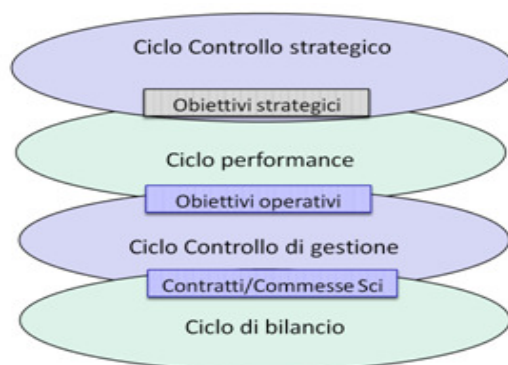 Ciclo Controllo strategico
Obiettivi strategici
Ciclo performance
Obiettivi operativi
Ciclo Controllo di gestione
Contratti/Commesse Sci
Ciclo di bilancio